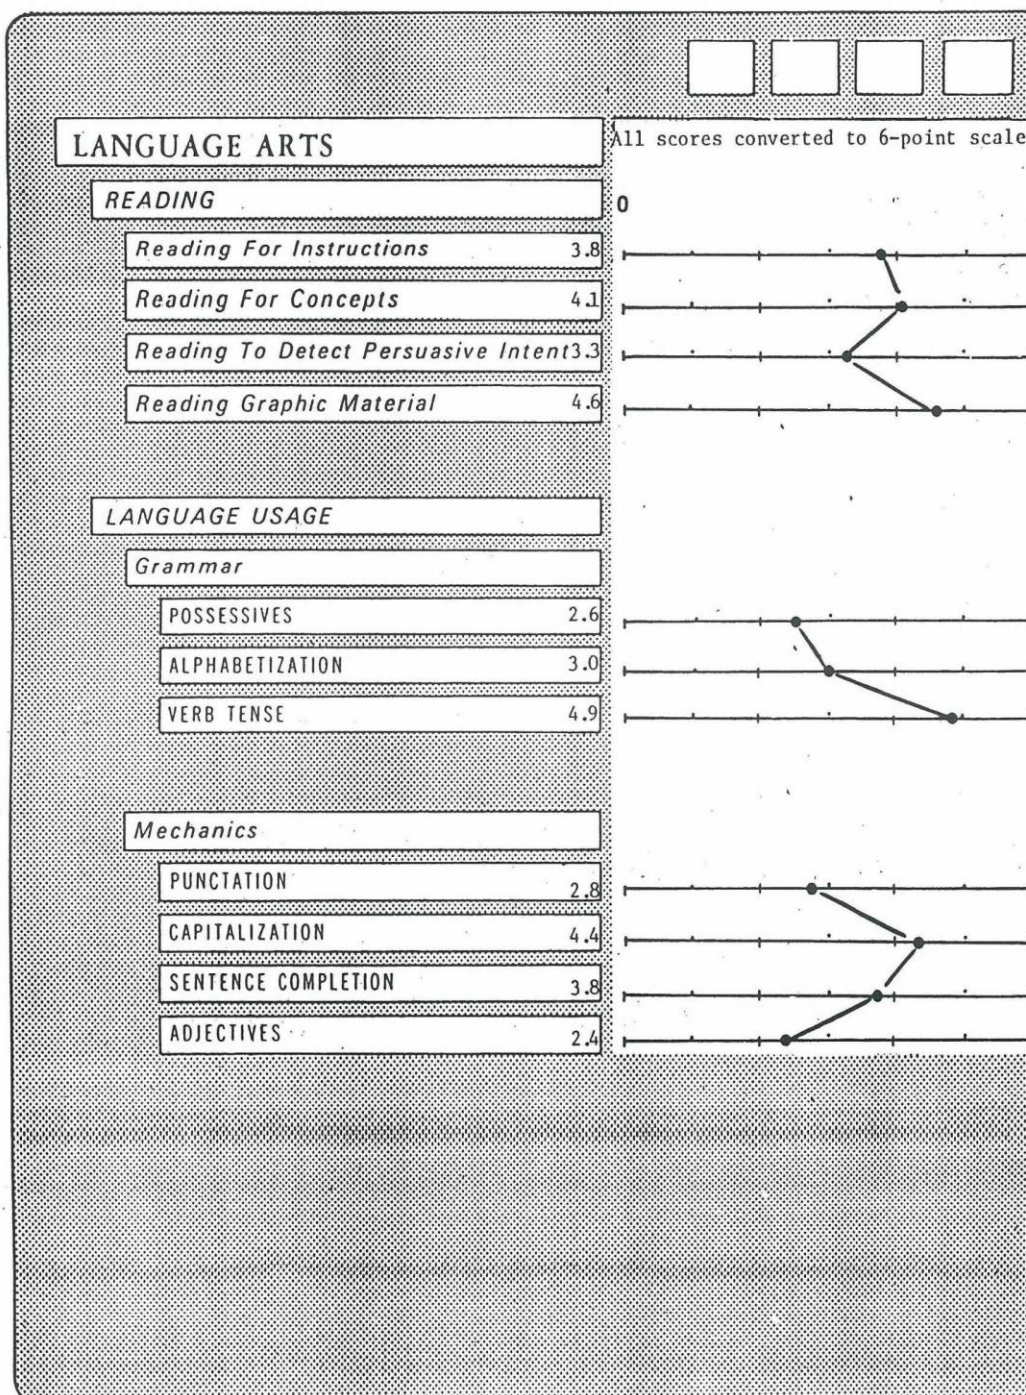 LANGUAGE ARTS
All scores converted to 6-point scale
READING
0
Reading For Instructions 3.8
Reading For Concepts 4.1
Reading To Detect Persuasive Intent 3.3
Reading Graphic Material 4.6
LANGUAGE USAGE
Grammar
POSSESSIVES 2.6
ALPHABETIZATION 3.0
VERB TENSE 4.9
Mechanics
PUNCTATION 2.8
CAPITALIZATION 4.4
SENTENCE COMPLETION 3.8
ADJECTIVES 2.4